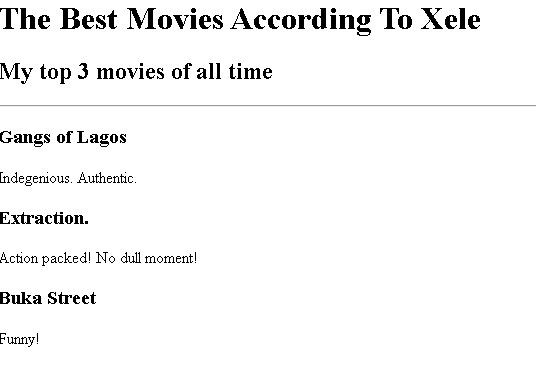 The Best Movies According To Xele
My top 3 movies of all time
Gangs of Lagos
Indegenious. Authentic.
Extraction.
Action packed! No dull moment!
Buka Street
Funny!